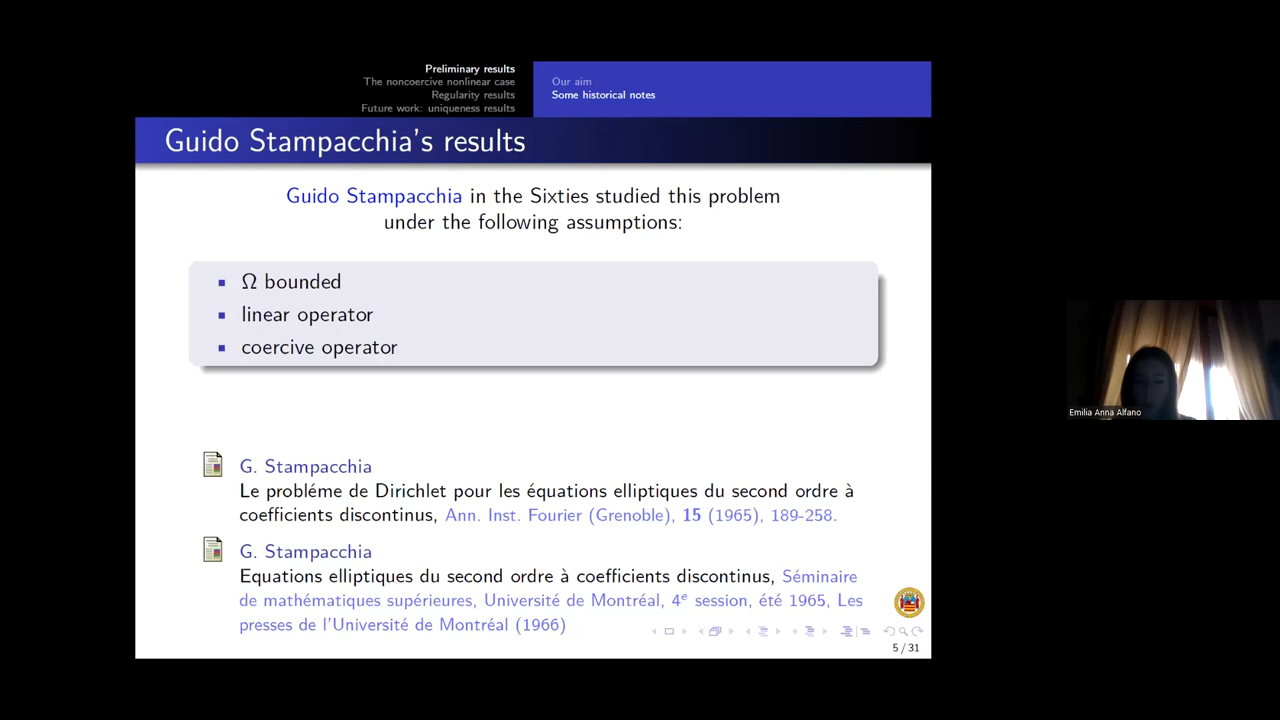 Preliminary results
The noncoercive nonlinear case
Regularity results
Future work: uniqueness results
Our aim
Some historical notes
Guido Stampacchia's results
Guido Stampacchia in the Sixties studied this problem
under the following assumptions:
Ω bounded
linear operator
coercive operator
G. Stampacchia
Le probléme de Dirichlet pour les équations elliptiques du second ordre à
coefficients discontinus, Ann. Inst. Fourier (Grenoble), 15 (1965), 189-258.
G. Stampacchia
Equations elliptiques du second ordre à coefficients discontinus, Séminaire
de mathématiques supérieures, Université de Montréal, 4e session, été 1965, Les
presses de l'Université de Montréal (1966)
5 / 31
Emilia Anna Alfano